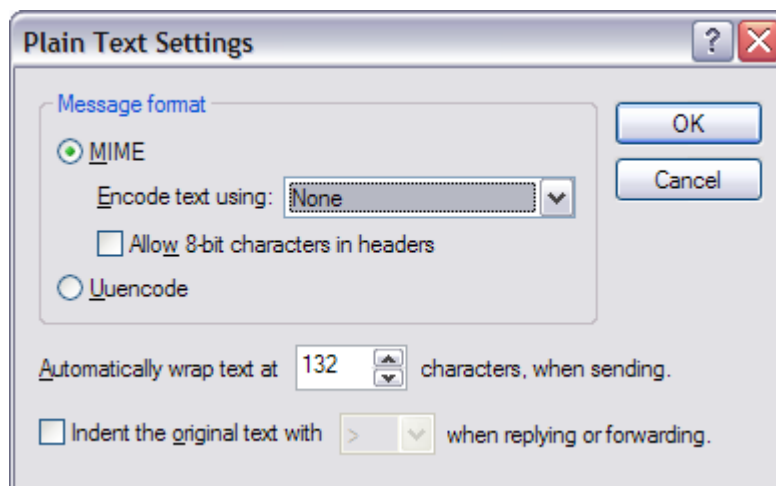 Plain Text Settings
Message format
MIME
OK
Encode text using: None
Cancel
Allow 8-bit characters in headers
Uuencode
Automatically wrap text at 132 characters, when sending.
Indent the original text with > when replying or forwarding.